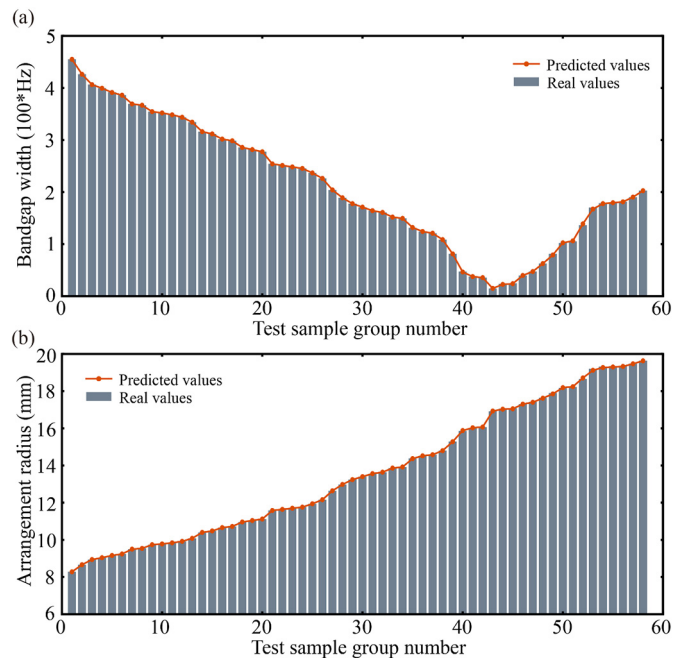 (a)
5
4
3
2
1
0
Bandgap width (100*Hz)
Predicted values
Real values
0 10 20 30 40 50 60
Test sample group number
(b)
20
18
16
14
12
10
8
6
Arrangement radius (mm)
Predicted values
Real values
0 10 20 30 40 50 60
Test sample group number